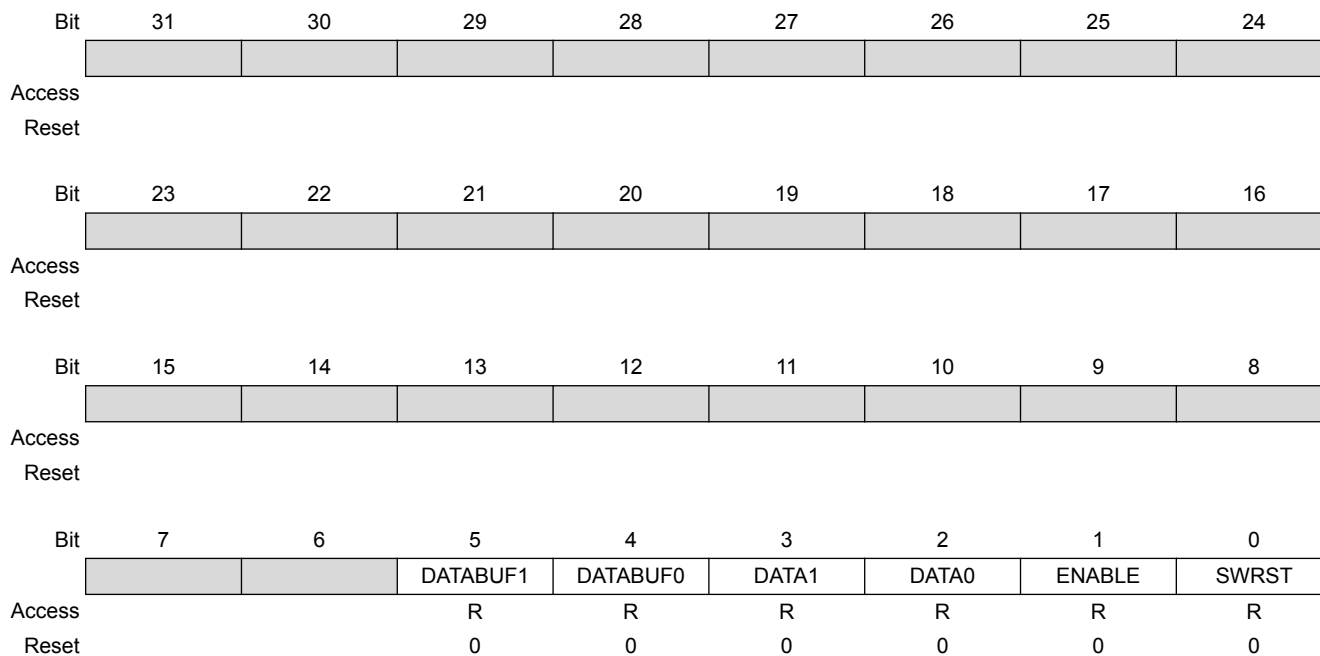 Bit 31 30 29 28 27 26 25 24
Access
Reset
Bit 23 22 21 20 19 18 17 16
Access
Reset
Bit 15 14 13 12 11 10 9 8
Access
Reset
Bit 7 6 5 4 3 2 1 0
DATABUF1 DATABUF0 DATA1 DATA0 ENABLE SWRST
Access R R R R R R
Reset 0 0 0 0 0 0